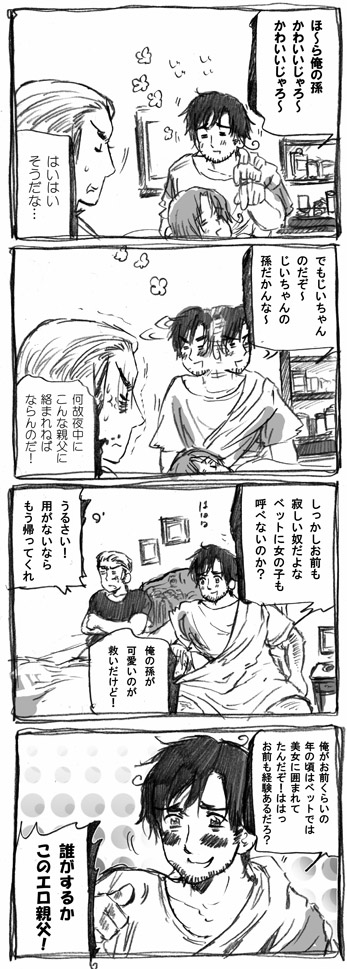 ほ～ら俺の孫
かわいいじゃろ～
かわいいじゃろ～
はいはい
そうだな…
でもじいちゃん
のだぞ～
じいちゃんの
孫だかんな～
何故夜中に
こんな親父に
絡まれねば
ならんのだ！
しっかしお前も
寂しい奴だよな
ベットに女の子も
呼べないのか？
はははは
うるさい！
用がないなら
もう帰ってくれ
俺の孫が
可愛いのが
救いだけど！
俺がお前くらいの
年の頃はベットでは
美女に囲まれて
たんだぞ！ははっ
お前も経験あるだろ？
誰がするか
このエロ親父！